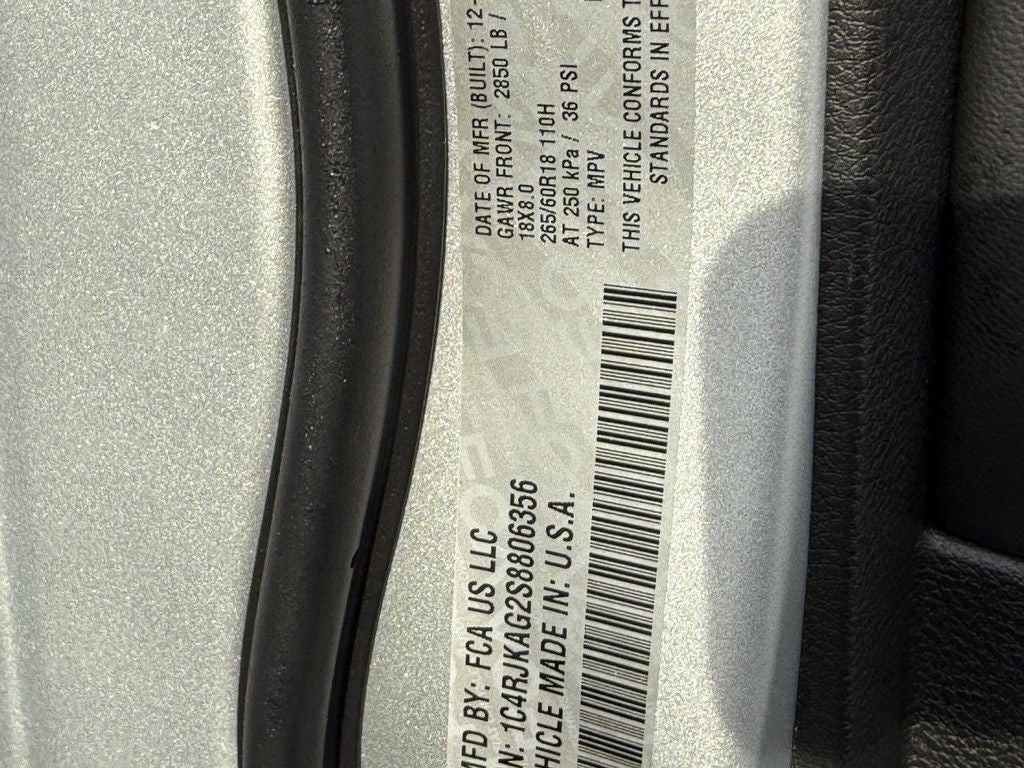 MFD BY: FCA US LLC
N: 1C4RJKAG2S8806356
HICLE MADE IN: U.S.A.
DATE OF MFR (BUILT): 12-
GAWR FRONT: 2850 LB /
18X8.0
265/60R18 110H
AT 250 kPa / 36 PSI
TYPE: MPV
THIS VEHICLE CONFORMS T
STANDARDS IN EFF